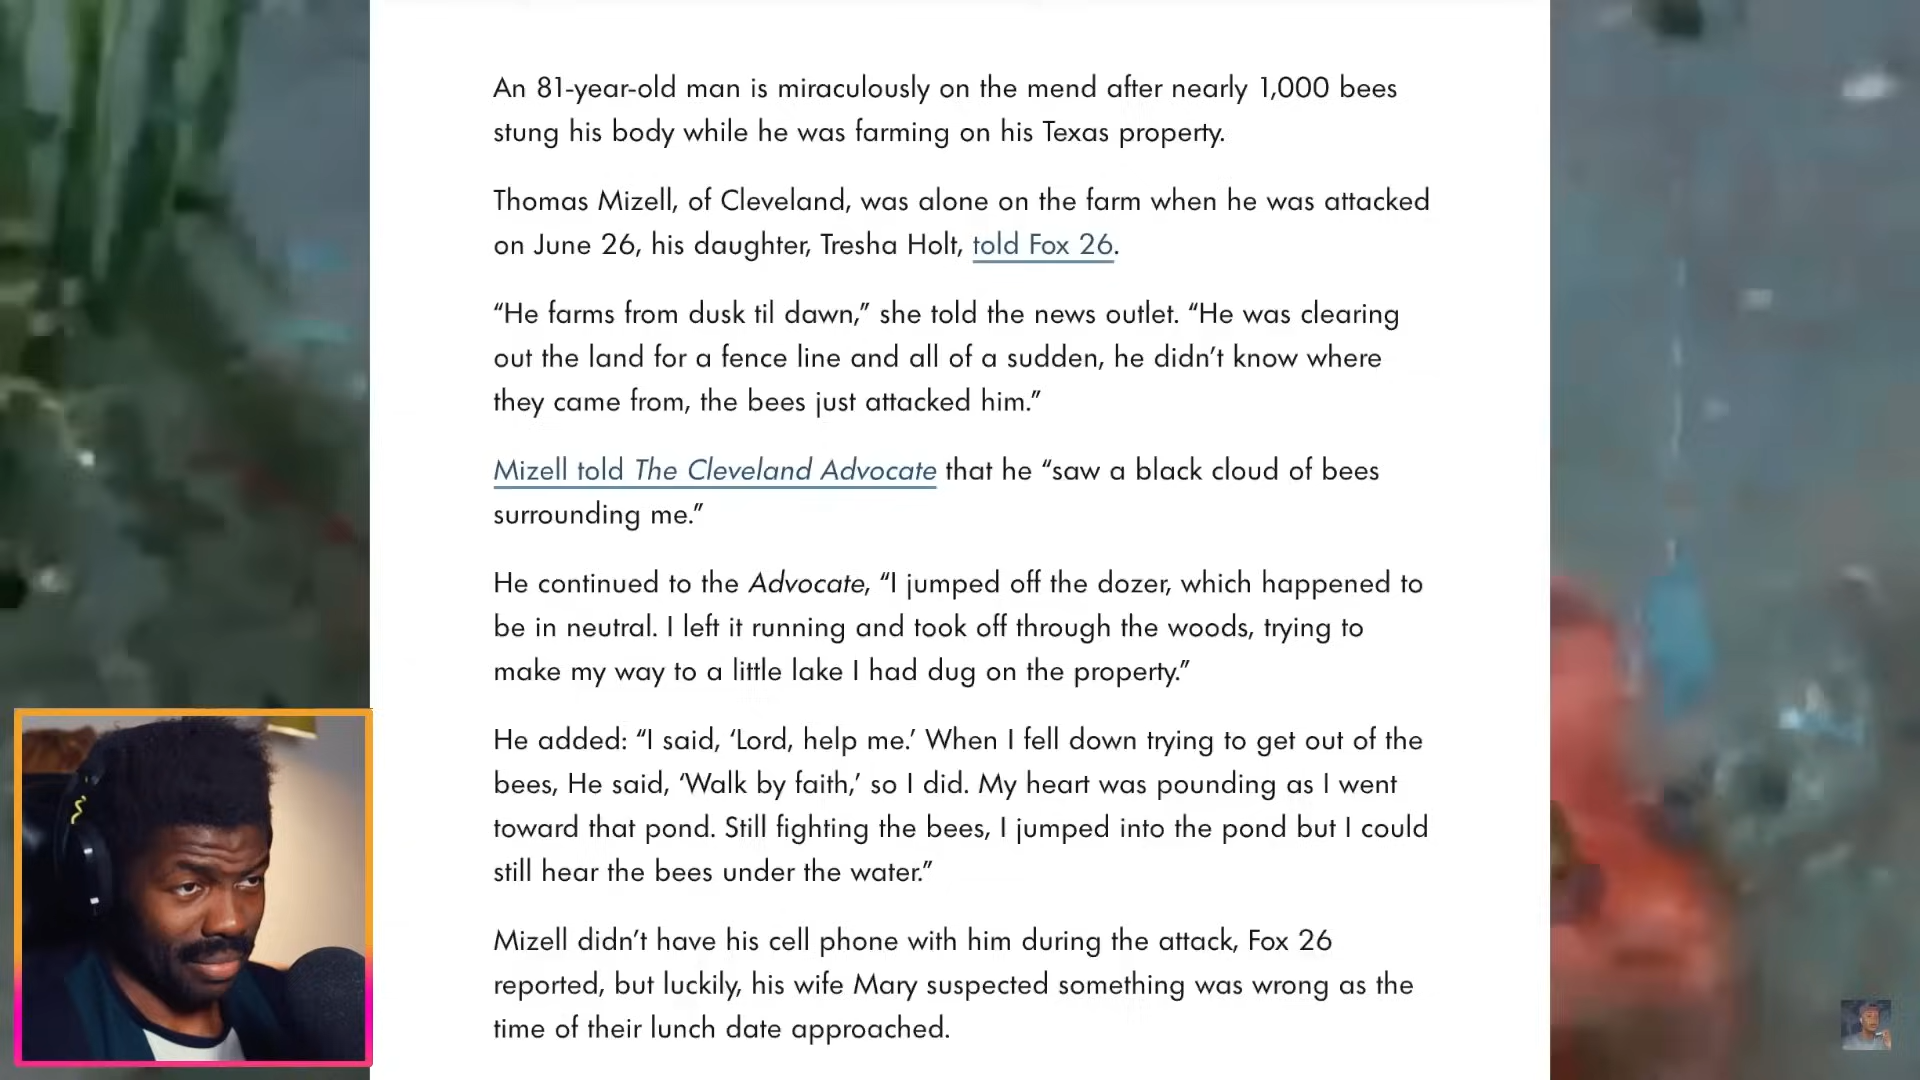 An 81-year-old man is miraculously on the mend after nearly 1,000 bees
stung his body while he was farming on his Texas property.
Thomas Mizell, of Cleveland, was alone on the farm when he was attacked
on June 26, his daughter, Tresha Holt, told Fox 26.
“He farms from dusk til dawn,” she told the news outlet. “He was clearing
out the land for a fence line and all of a sudden, he didn’t know where
they came from, the bees just attacked him.”
Mizell told The Cleveland Advocate that he “saw a black cloud of bees
surrounding me.”
He continued to the Advocate, “I jumped off the dozer, which happened to
be in neutral. I left it running and took off through the woods, trying to
make my way to a little lake I had dug on the property.”
He added: “I said, ‘Lord, help me.’ When I fell down trying to get out of the
bees, He said, ‘Walk by faith,’ so I did. My heart was pounding as I went
toward that pond. Still fighting the bees, I jumped into the pond but I could
still hear the bees under the water.”
Mizell didn’t have his cell phone with him during the attack, Fox 26
reported, but luckily, his wife Mary suspected something was wrong as the
time of their lunch date approached.